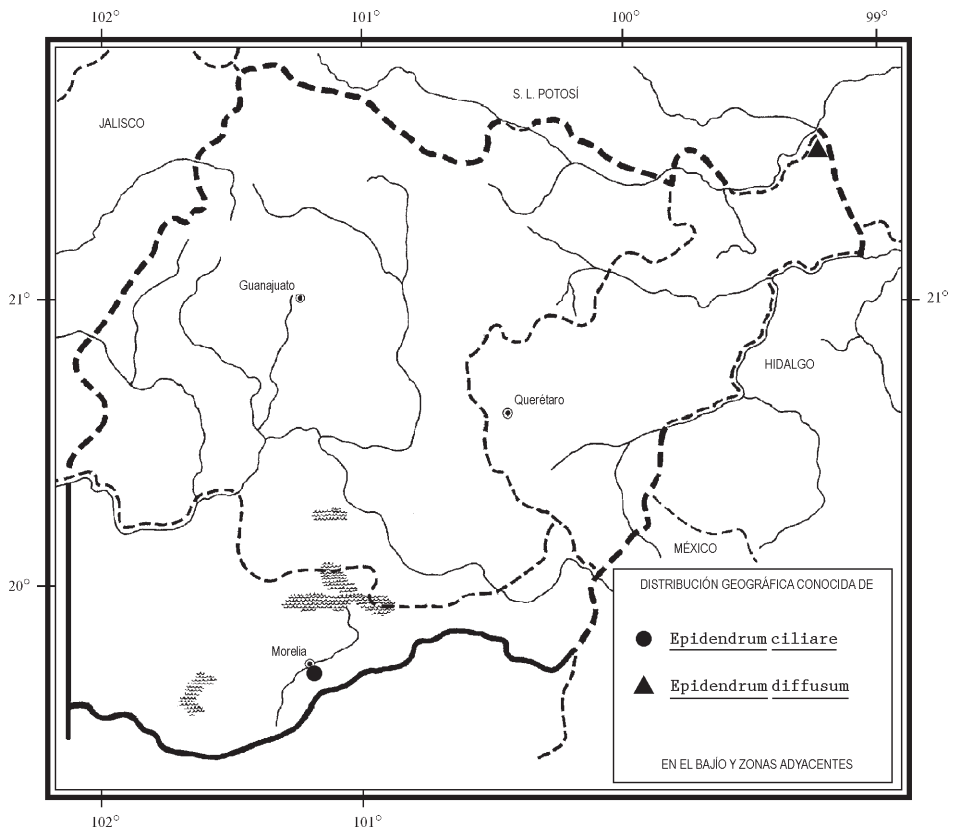 102° 101° 100° 99°
S. L. POTOSÍ
JALISCO
Guanajuato
21° 21°
HIDALGO
Querétaro
MÉXICO
20°
DISTRIBUCIÓN GEOGRÁFICA CONOCIDA DE
Epidendrum ciliare
Morelia
Epidendrum diffusum
EN EL BAJÍO Y ZONAS ADYACENTES
102° 101°